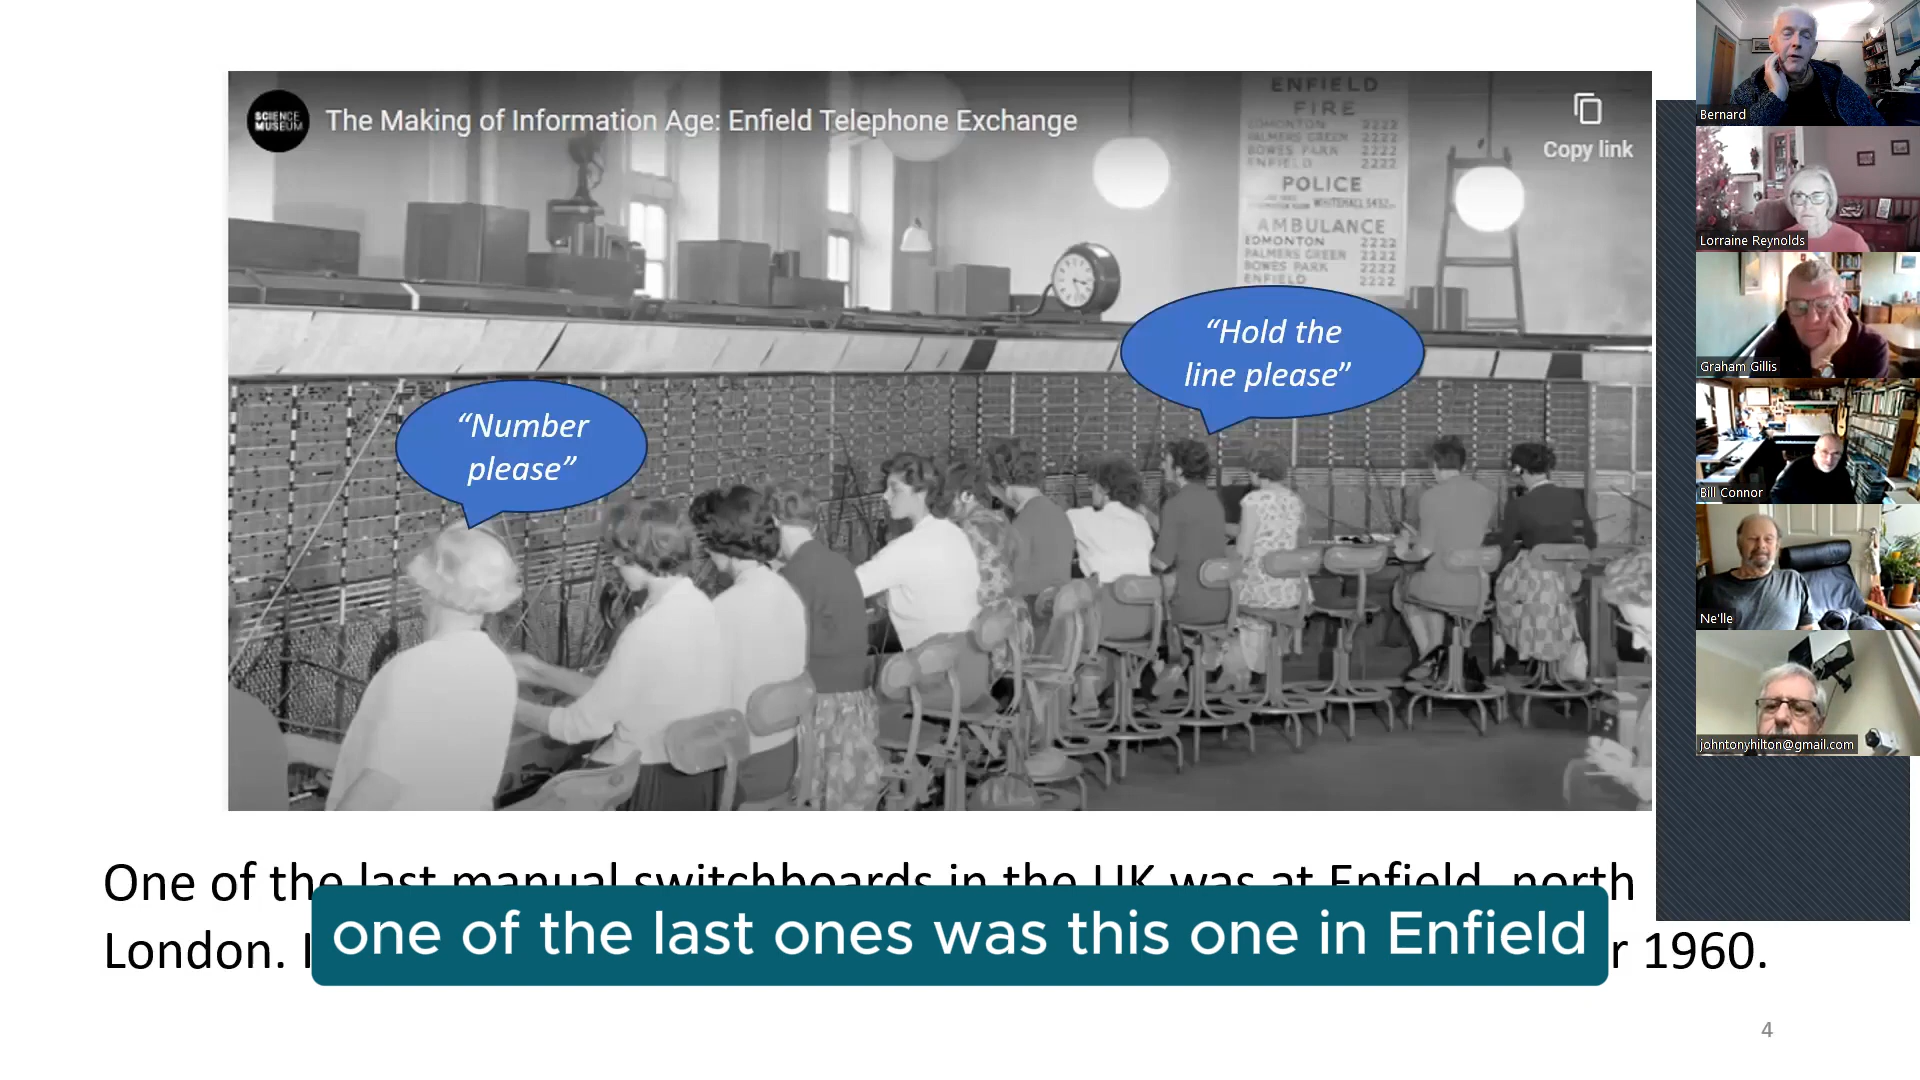 SCIENCE
MUSEUM
The Making of Information Age: Enfield Telephone Exchange
Copy link
ENFIELD
FIRE
EDMONTON 2222
PALMERS GREEN 2222
BOWES PARK 2222
ENFIELD 2222
POLICE
WHITEHALL
AMBULANCE
EDMONTON 2222
PALMERS GREEN 2222
BOWES PARK 2222
ENFIELD 2222
“Hold the
line please”
“Number
please”
One of the last manual switchboards in the UK was at Enfield, north
London. r 1960.
one of the last ones was this one in Enfield
4
Bernard
Lorraine Reynolds
Graham Gillis
Bill Connor
Ne'lle
johntonyhilton@gmail.com